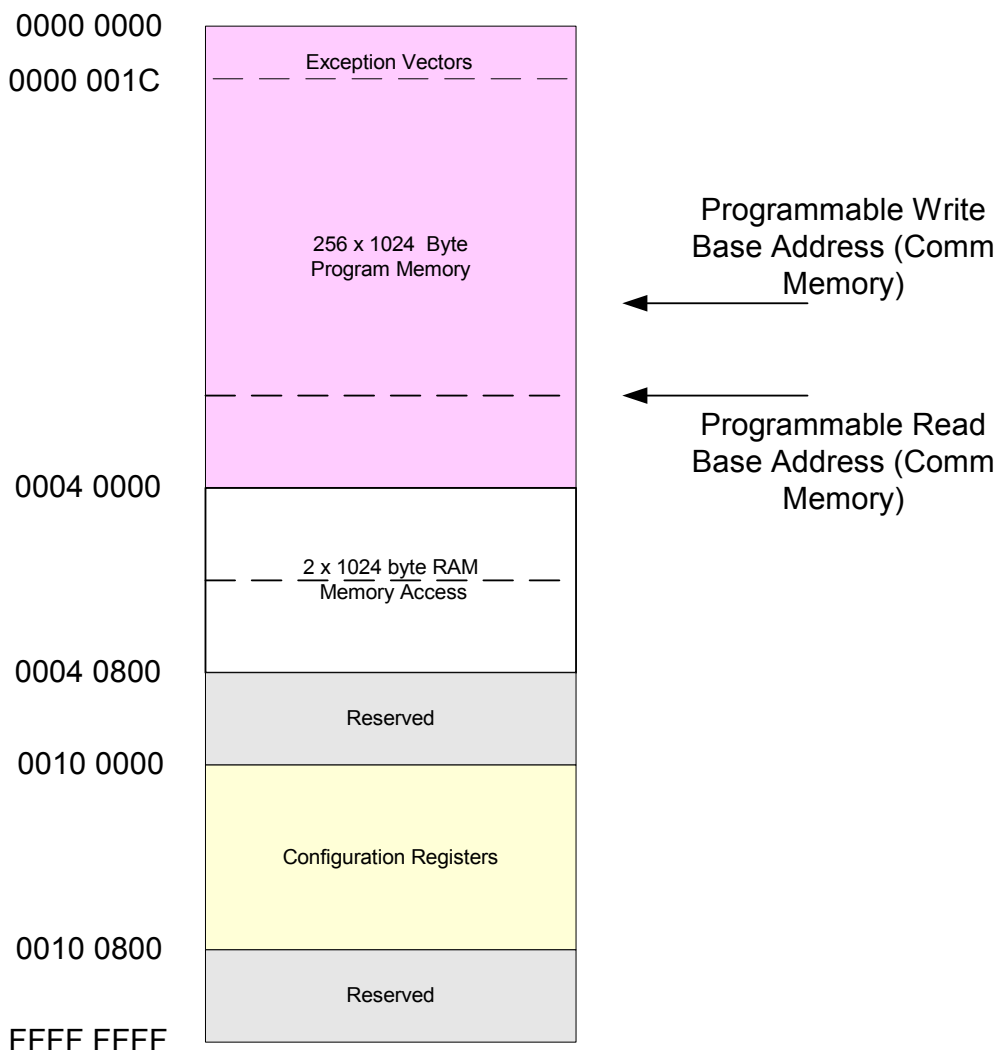 0000 0000
Exception Vectors
0000 001C
Programmable Write
Base Address (Comm
Memory)
256 x 1024 Byte
Program Memory
Programmable Read
Base Address (Comm
Memory)
0004 0000
2 x 1024 byte RAM
Memory Access
0004 0800
Reserved
0010 0000
Configuration Registers
0010 0800
Reserved
FFFF FFFF